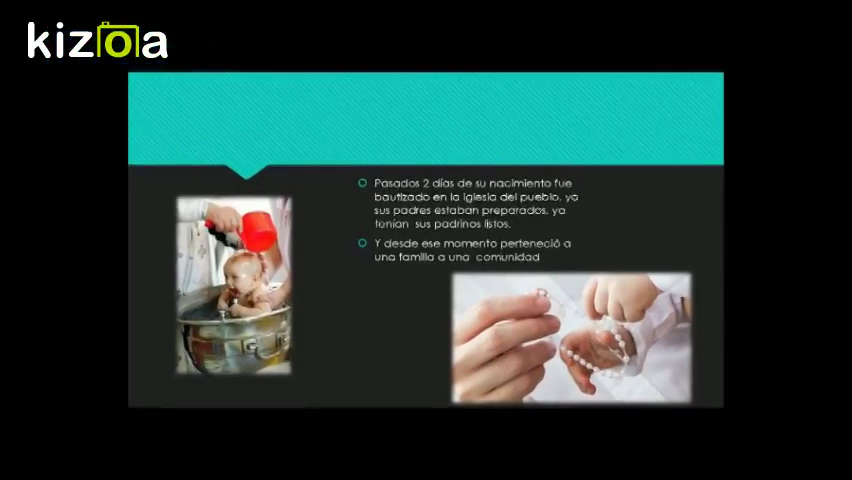 kizoa
Pasados 2 días de su nacimiento fue
bautizado en la iglesia del pueblo, ya
sus padres estaban preparados, ya
tenían sus padrinos listos.
Y desde ese momento perteneció a
una familia a una comunidad